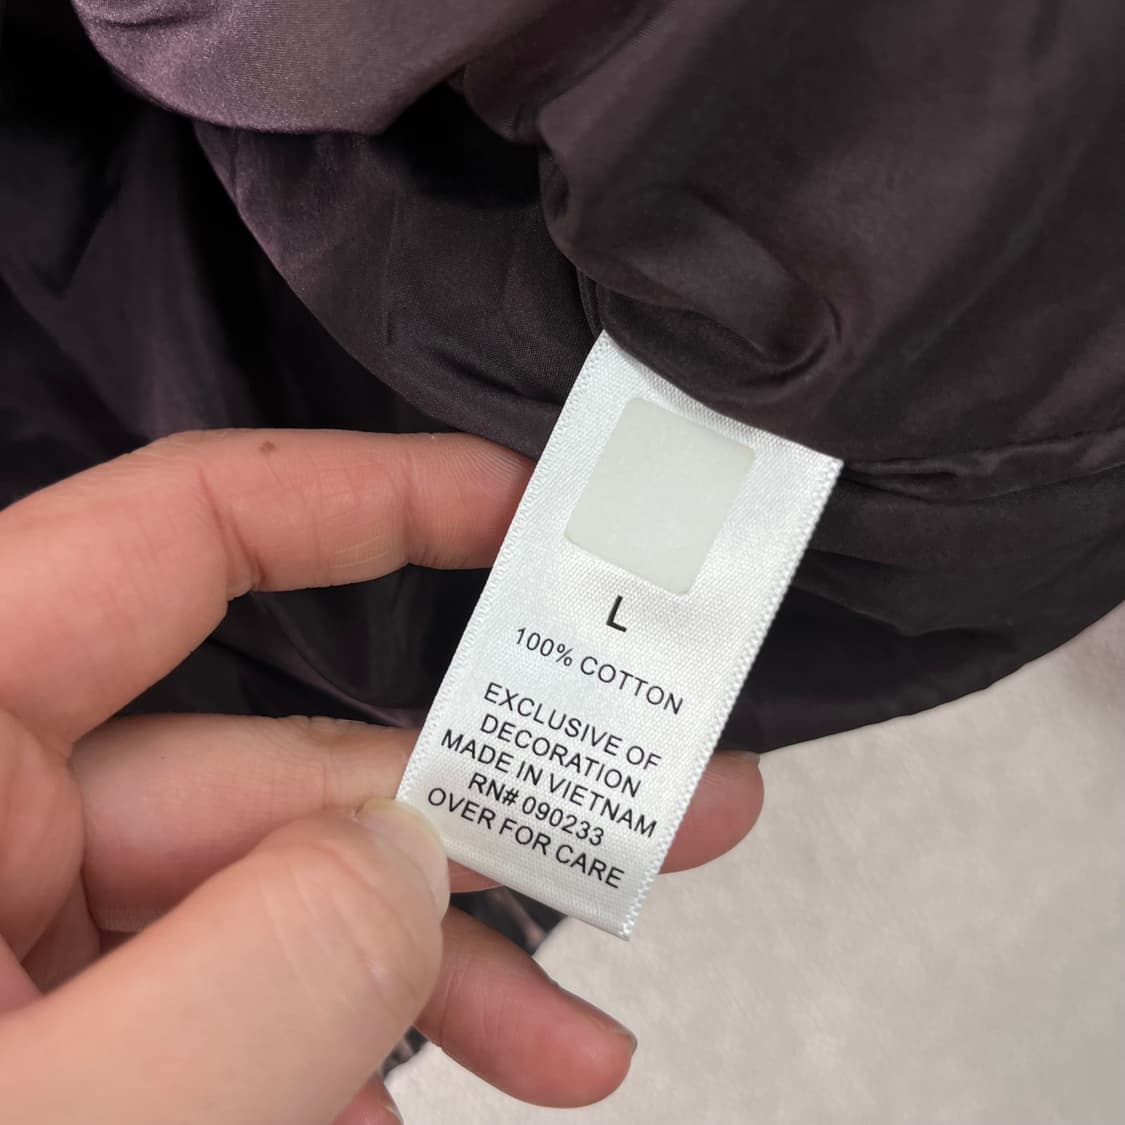 L
100% COTTON
EXCLUSIVE OF
DECORATION
MADE IN VIETNAM
RN# 090233
OVER FOR CARE